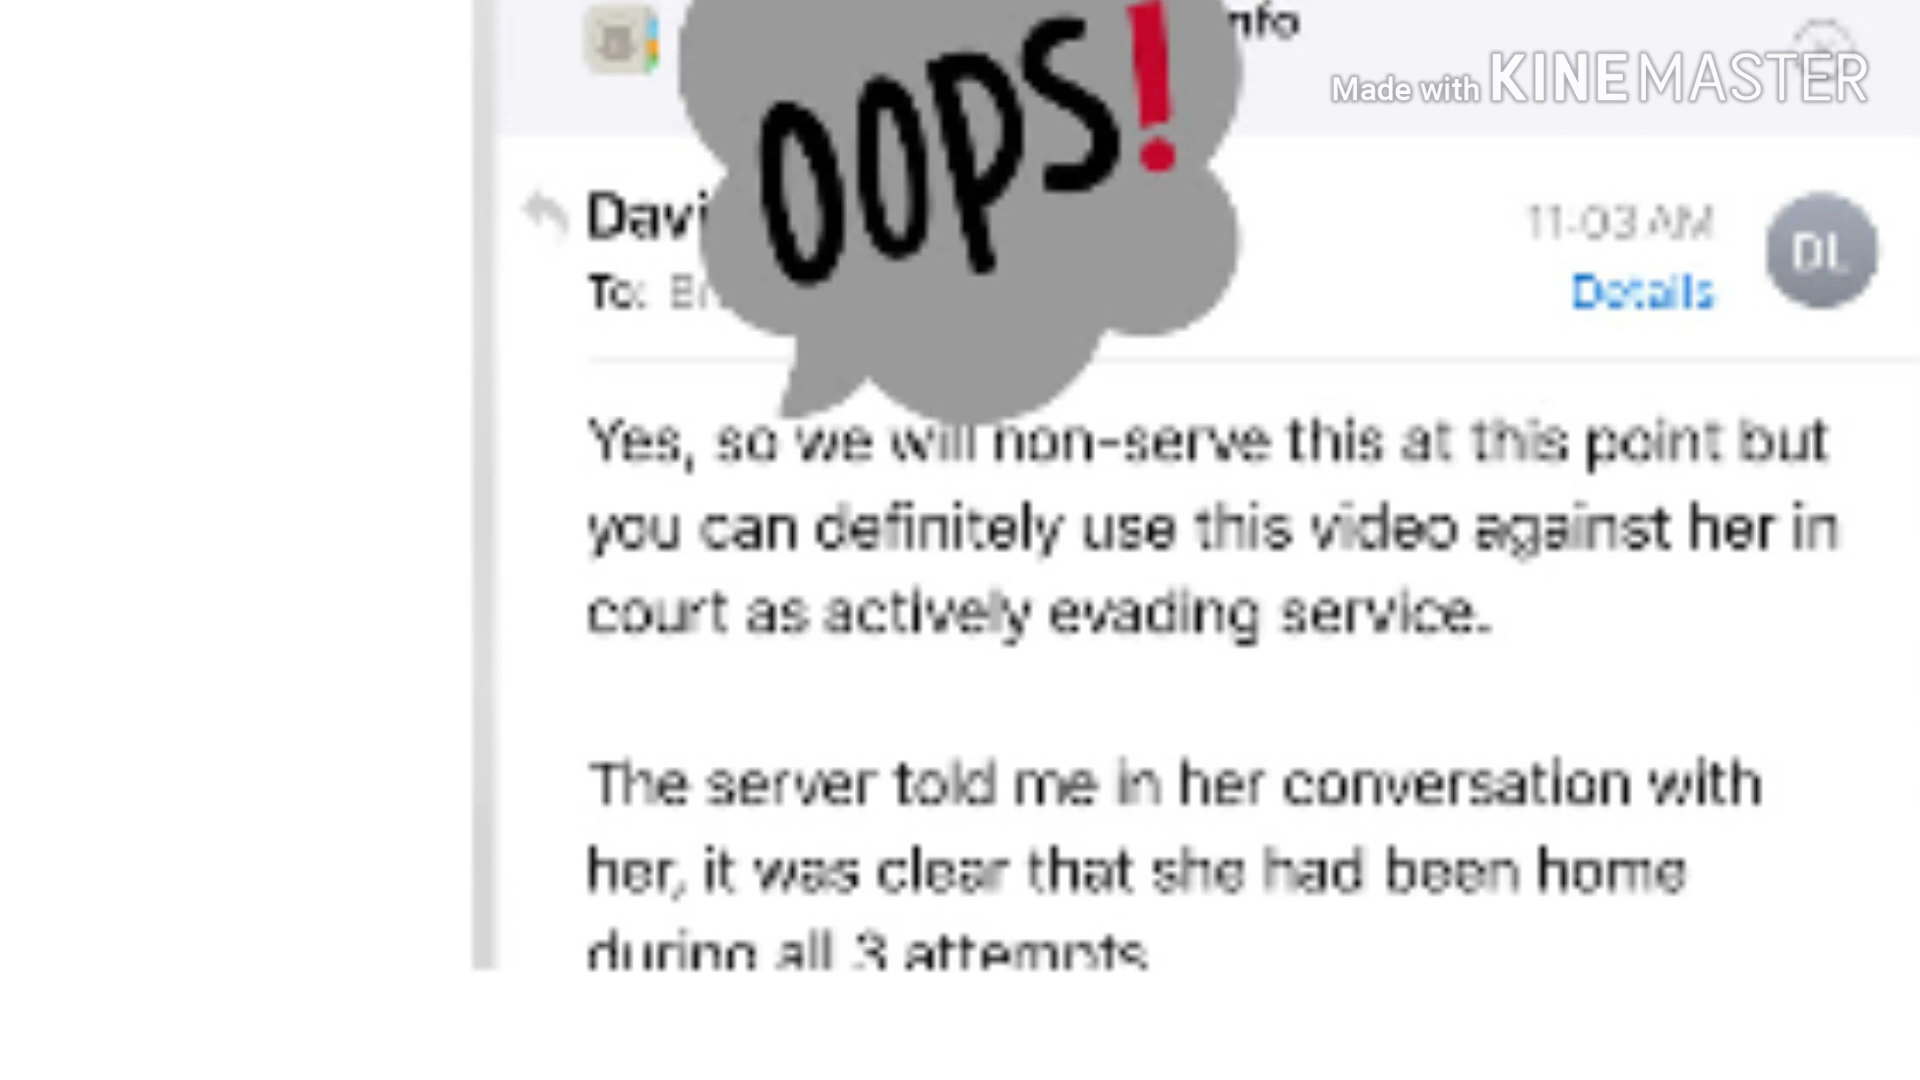 nfo
OOPS!
Made with KINEMASTER
Davi
11:03 AM
DL
To:
Details
Yes, so we will non-serve this at this point but
you can definitely use this video against her in
court as actively evading service.
The server told me in her conversation with
her, it was clear that she had been home
during all 3 attempts